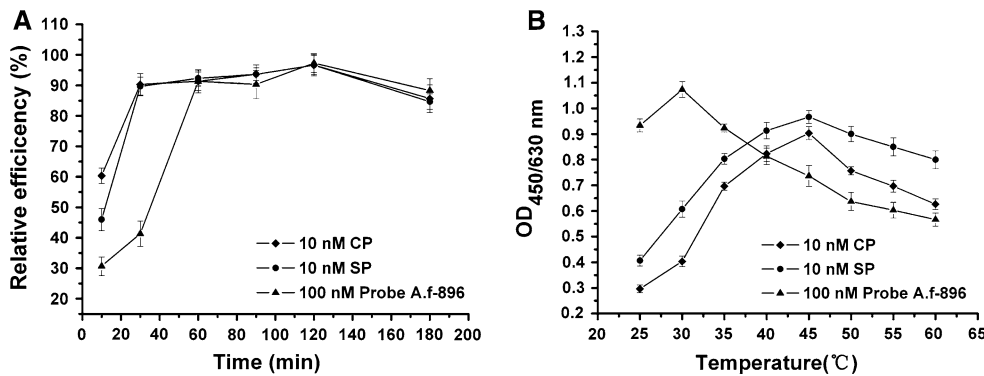 A
Relative efficicency (%)
110
100
90
80
70
60
50
40
30
20
0 20 40 60 80 100 120 140 160 180 200
Time (min)
10 nM CP
10 nM SP
100 nM Probe A.f-896
B
OD450/630 nm
1.3
1.2
1.1
1.0
0.9
0.8
0.7
0.6
0.5
0.4
0.3
0.2
20 25 30 35 40 45 50 55 60 65
Temperature(℃)
10 nM CP
10 nM SP
100 nM Probe A.f-896